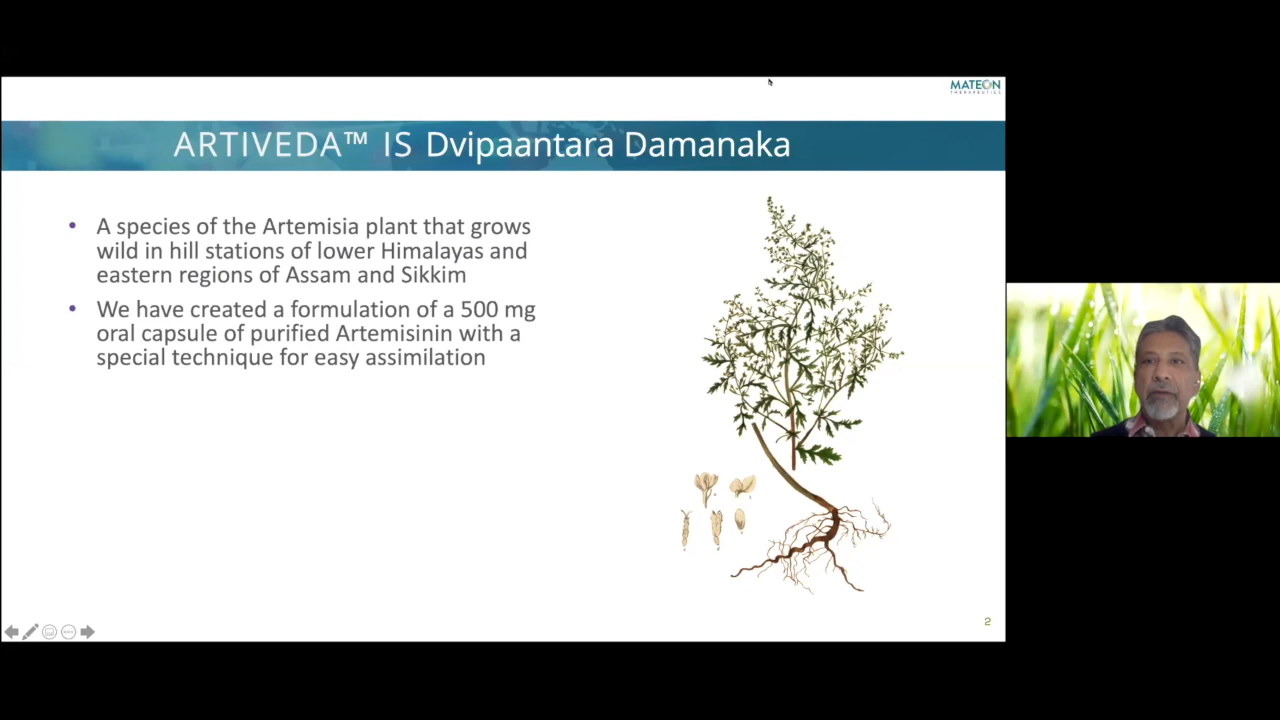 MATEON
THERAPEUTICS
ARTIVEDA™ IS Dvipaantara Damanaka
• A species of the Artemisia plant that grows
wild in hill stations of lower Himalayas and
eastern regions of Assam and Sikkim
• We have created a formulation of a 500 mg
oral capsule of purified Artemisinin with a
special technique for easy assimilation
2